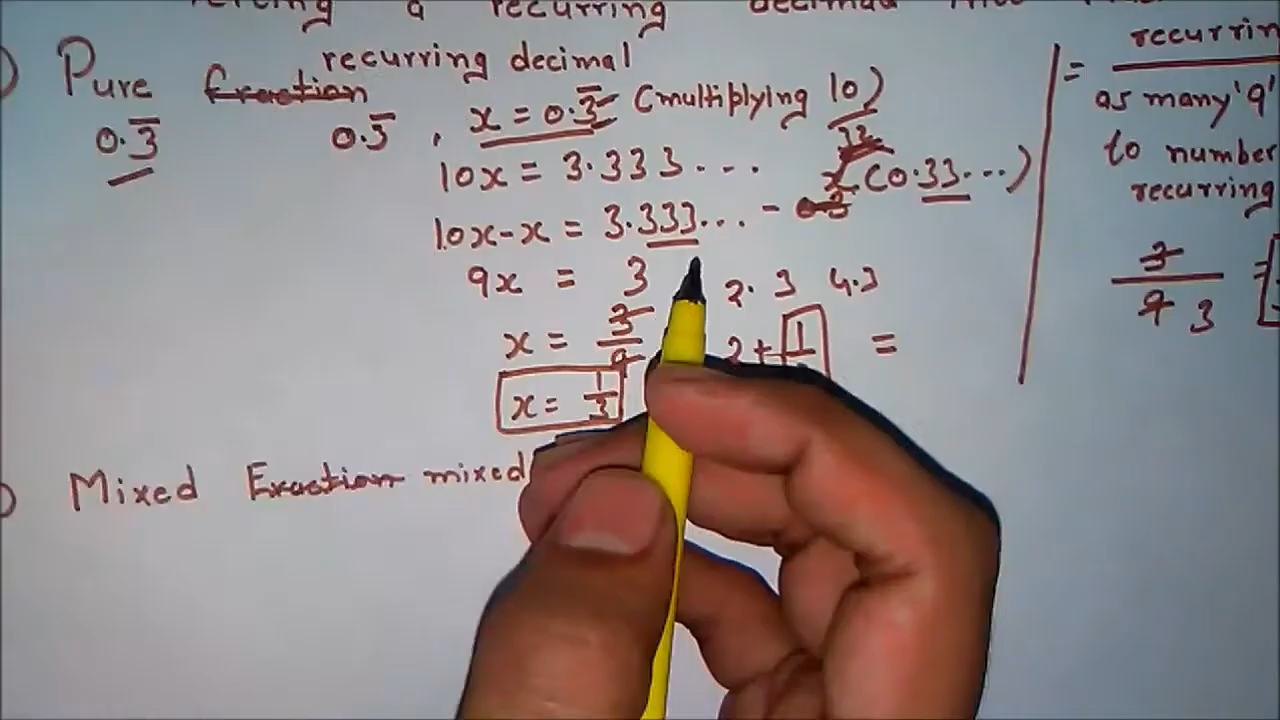 a recurring
Pure fraction recurring decimal
0.3̅ 0.3̅ , x = 0.3̅ (multiplying 10)
10x = 3.333... (0.33...)
10x-x = 3.333... -
9x = 3 2. 3 4.3
x = 3/9 2 + 1 =
x = 1/3
Mixed Fraction mixed
= recurrin
as many '9'
to number
recurring
3/9 3 =